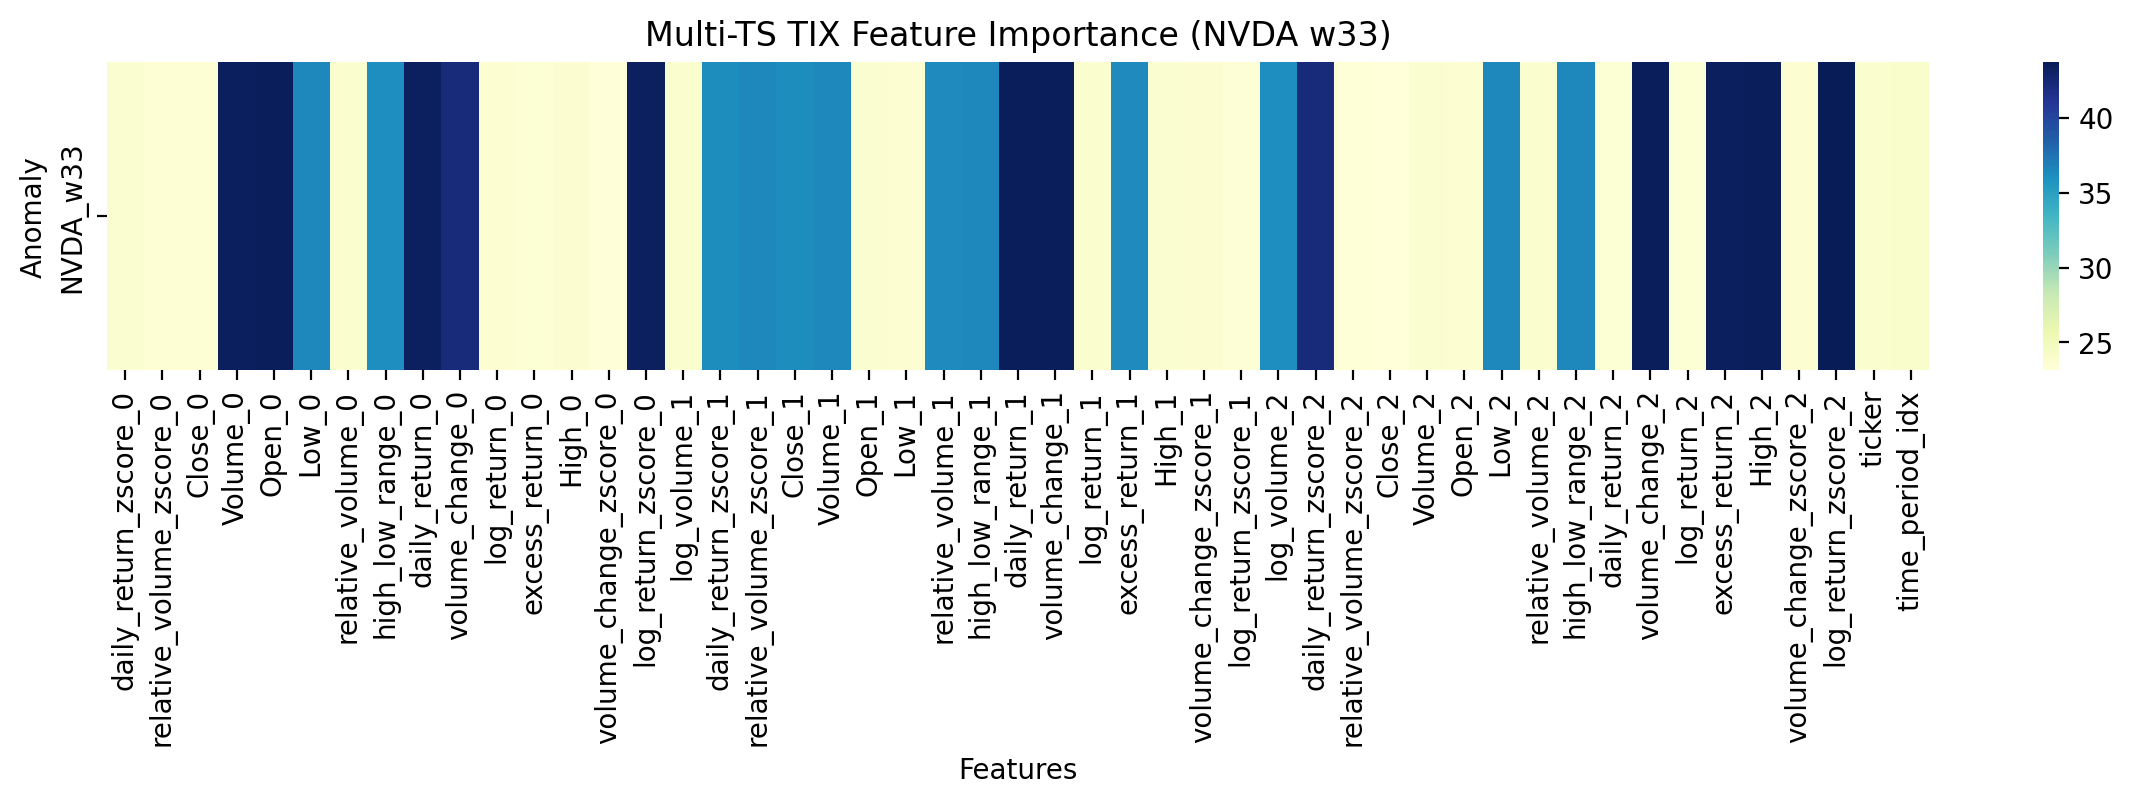 Multi-TS TIX Feature Importance (NVDA w33)
Anomaly
NVDA_w33
40
35
30
25
daily_return_zscore_0
relative_volume_zscore_0
Close_0
Volume_0
Open_0
Low_0
relative_volume_0
high_low_range_0
daily_return_0
volume_change_0
log_return_0
excess_return_0
High_0
volume_change_zscore_0
log_return_zscore_0
log_volume_1
daily_return_zscore_1
relative_volume_zscore_1
Close_1
Volume_1
Open_1
Low_1
relative_volume_1
high_low_range_1
daily_return_1
volume_change_1
log_return_1
excess_return_1
High_1
volume_change_zscore_1
log_return_zscore_1
log_volume_2
daily_return_zscore_2
relative_volume_zscore_2
Close_2
Volume_2
Open_2
Low_2
relative_volume_2
high_low_range_2
daily_return_2
volume_change_2
log_return_2
excess_return_2
High_2
volume_change_zscore_2
log_return_zscore_2
ticker
time_period_idx
Features